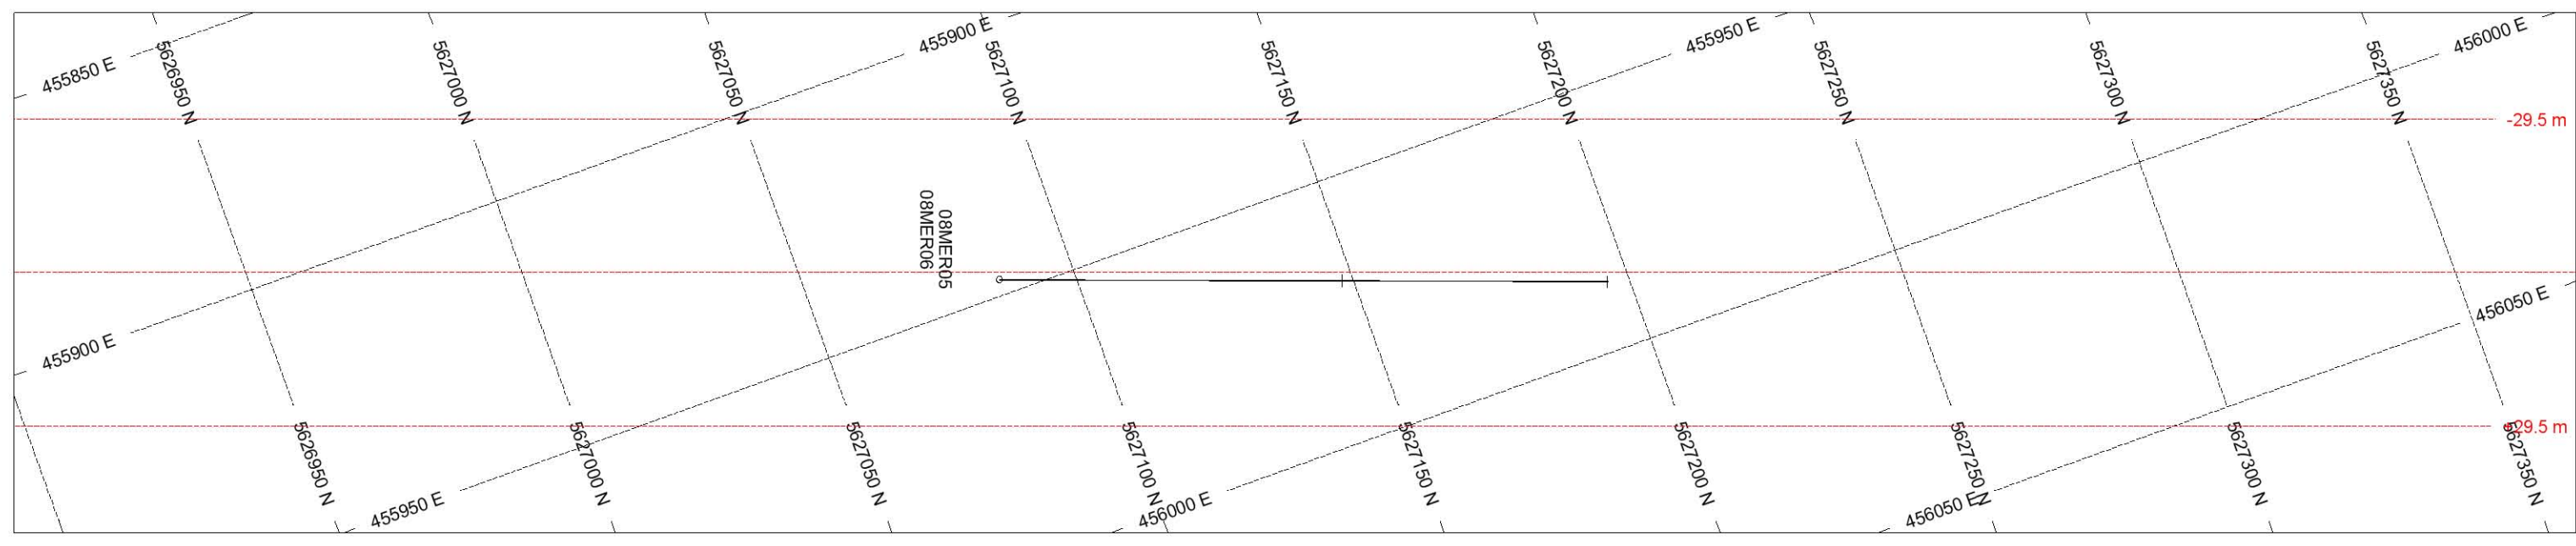 455850 E
5626950 N
5627000 N
5627050 N
455900 E
5627100 N
5627150 N
5627200 N
455950 E
5627250 N
5627300 N
5627350 N
456000 E
-29.5 m
08MER05
08MER06
455900 E
456050 E
5626950 N
455950 E
5627000 N
5627050 N
5627100 N
456000 E
5627150 N
5627200 N
456050 E
5627250 N
5627300 N
5627350 N
+29.5 m